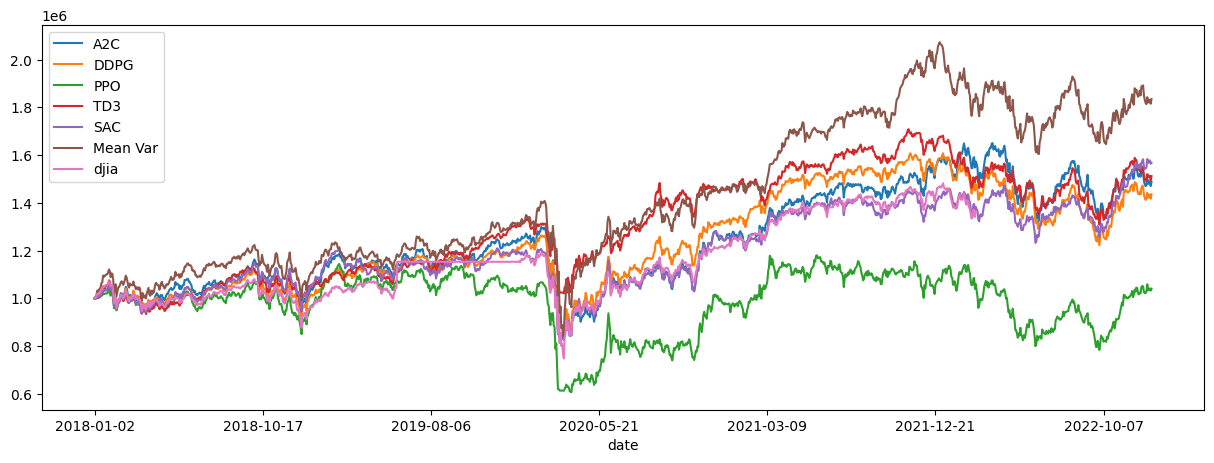 1e6
2.0
1.8
1.6
1.4
1.2
1.0
0.8
0.6
A2C
DDPG
PPO
TD3
SAC
Mean Var
djia
2018-01-02 2018-10-17 2019-08-06 2020-05-21 2021-03-09 2021-12-21 2022-10-07
date